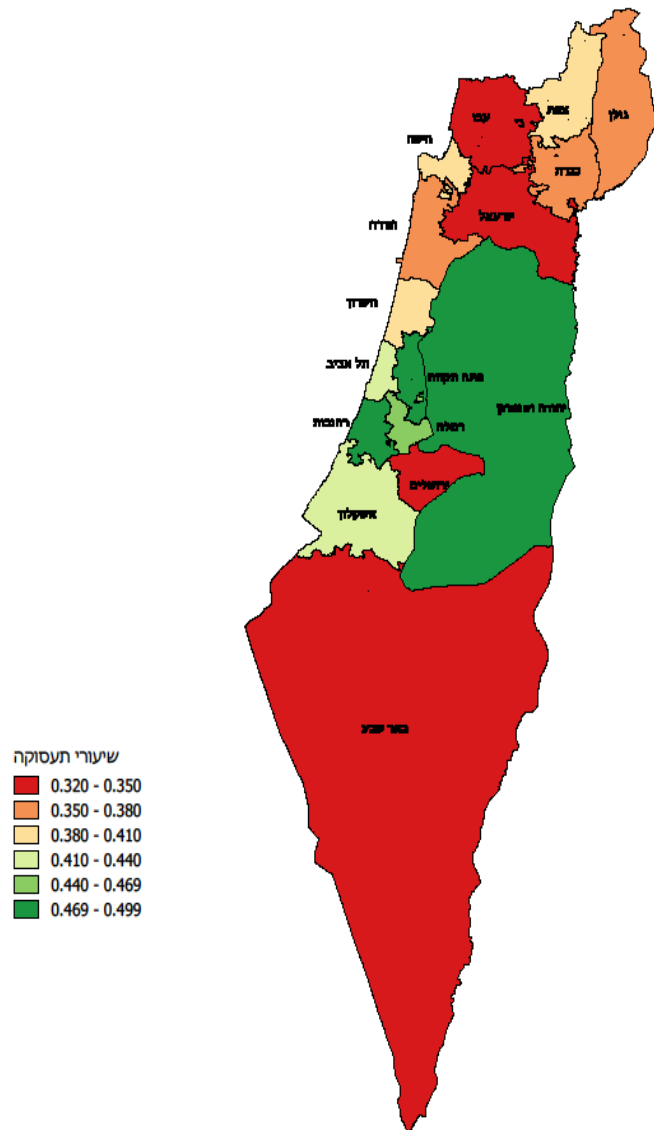 צפת
גולן
עכו
חיפה
כנרת
יזרעאל
חדרה
השרון
תל אביב
פתח תקווה
יהודה ושומרון
רחובות
רמלה
ירושלים
אשקלון
באר שבע
שיעורי תעסוקה
0.320 - 0.350
0.350 - 0.380
0.380 - 0.410
0.410 - 0.440
0.440 - 0.469
0.469 - 0.499